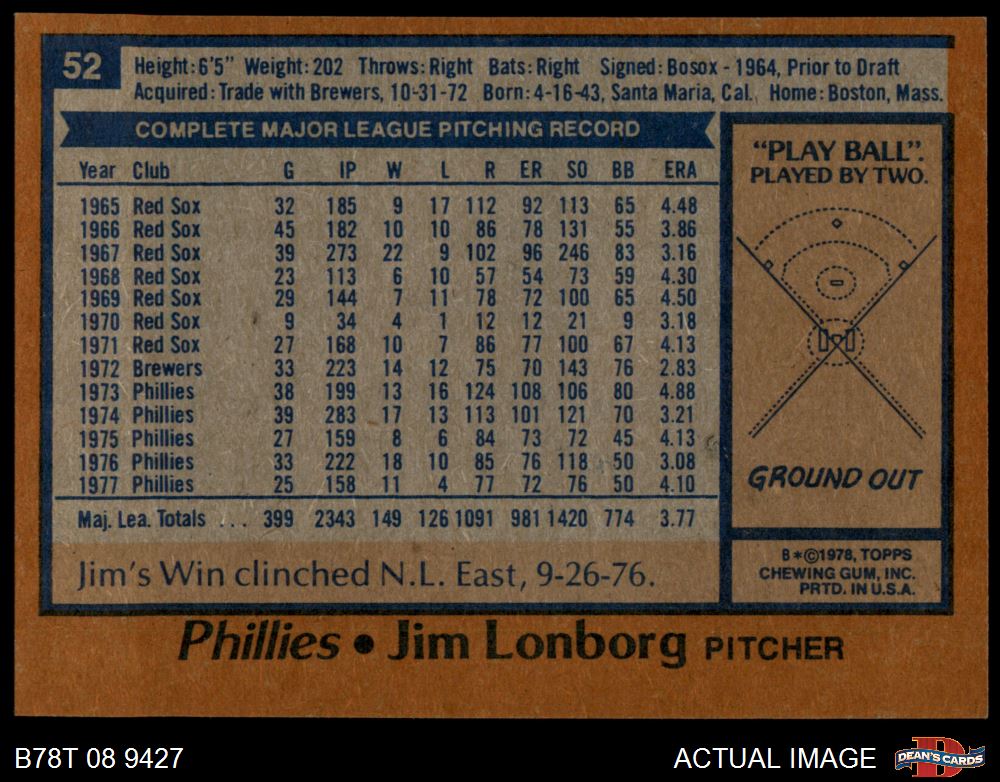 52
Height: 6'5" Weight: 202 Throws: Right Bats: Right Signed: Bosox - 1964, Prior to Draft
Acquired: Trade with Brewers, 10-31-72 Born: 4-16-43, Santa Maria, Cal. Home: Boston, Mass.
COMPLETE MAJOR LEAGUE PITCHING RECORD
Year Club G IP W L R ER SO BB ERA
1965 Red Sox 32 185 9 17 112 92 113 65 4.48
1966 Red Sox 45 182 10 10 86 78 131 55 3.86
1967 Red Sox 39 273 22 9 102 96 246 83 3.16
1968 Red Sox 23 113 6 10 57 54 73 59 4.30
1969 Red Sox 29 144 7 11 78 72 100 65 4.50
1970 Red Sox 9 34 4 1 12 12 21 9 3.18
1971 Red Sox 27 168 10 7 86 77 100 67 4.13
1972 Brewers 33 223 14 12 75 70 143 76 2.83
1973 Phillies 38 199 13 16 124 108 106 80 4.88
1974 Phillies 39 283 17 13 113 101 121 70 3.21
1975 Phillies 27 159 8 6 84 73 72 45 4.13
1976 Phillies 33 222 18 10 85 76 118 50 3.08
1977 Phillies 25 158 11 4 77 72 76 50 4.10
Maj. Lea. Totals ... 399 2343 149 126 1091 981 1420 774 3.77
Jim's Win clinched N.L. East, 9-26-76.
"PLAY BALL".
PLAYED BY TWO.
GROUND OUT
B*©1978, TOPPS
CHEWING GUM, INC.
PRTD. IN U.S.A.
Phillies • Jim Lonborg PITCHER
B78T 08 9427
ACTUAL IMAGE
D
DEAN'S CARDS